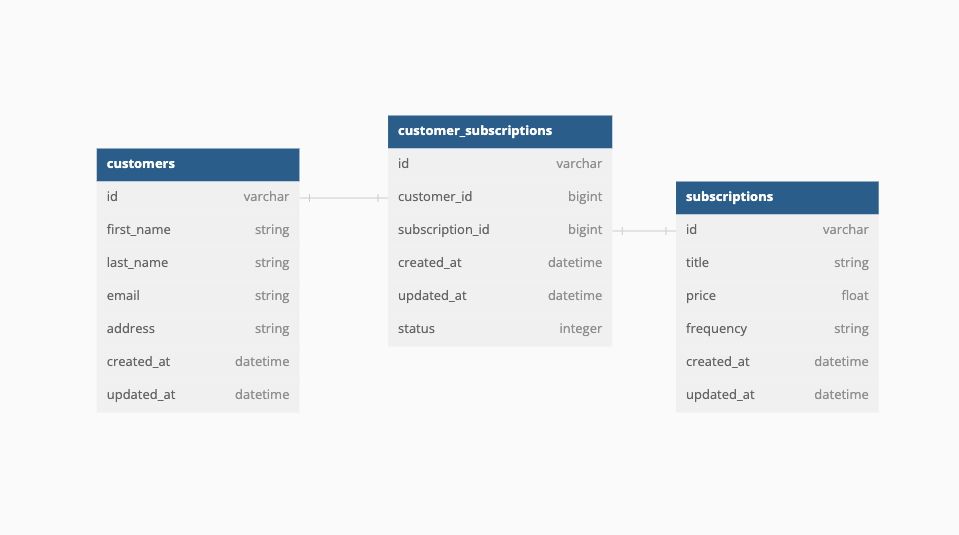 customers
id varchar
first_name string
last_name string
email string
address string
created_at datetime
updated_at datetime
customer_subscriptions
id varchar
customer_id bigint
subscription_id bigint
created_at datetime
updated_at datetime
status integer
subscriptions
id varchar
title string
price float
frequency string
created_at datetime
updated_at datetime